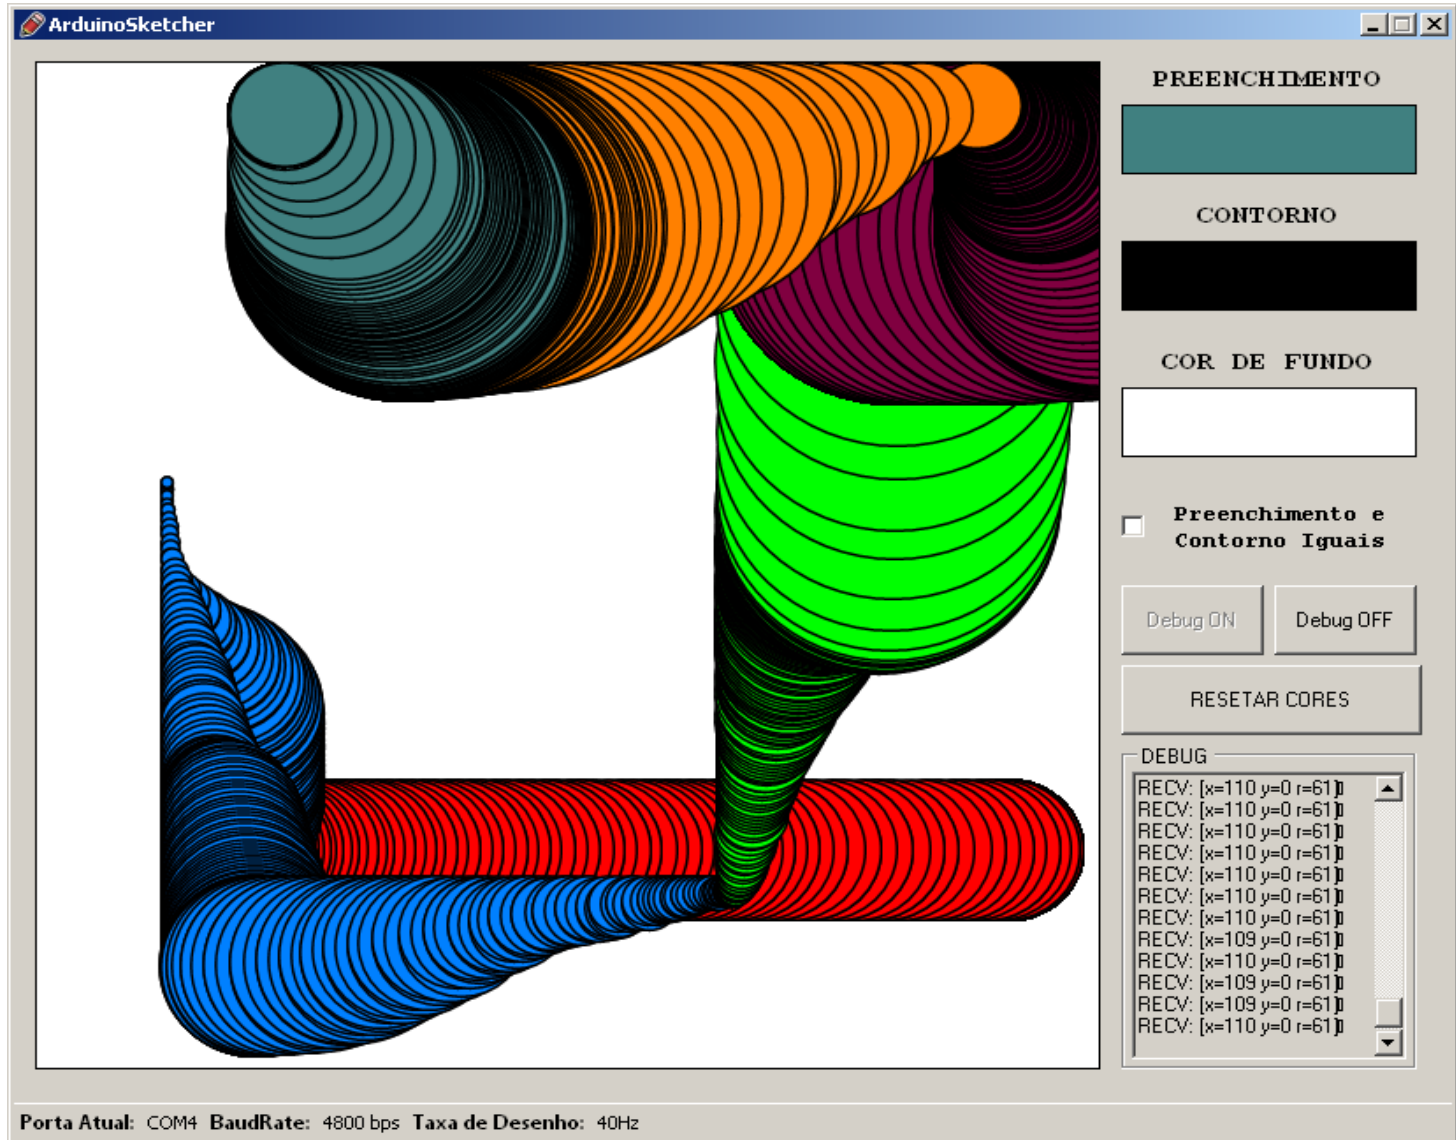 ArduinoSketcher
PREENCHIMENTO
CONTORNO
COR DE FUNDO
Preenchimento e
Contorno Iguais
Debug ON
Debug OFF
RESETAR CORES
DEBUG
RECV: [x=110 y=0 r=61]
RECV: [x=110 y=0 r=61]
RECV: [x=110 y=0 r=61]
RECV: [x=110 y=0 r=61]
RECV: [x=110 y=0 r=61]
RECV: [x=110 y=0 r=61]
RECV: [x=110 y=0 r=61]
RECV: [x=109 y=0 r=61]
RECV: [x=110 y=0 r=61]
RECV: [x=109 y=0 r=61]
RECV: [x=109 y=0 r=61]
RECV: [x=110 y=0 r=61]
Porta Atual: COM4 BaudRate: 4800 bps Taxa de Desenho: 40Hz